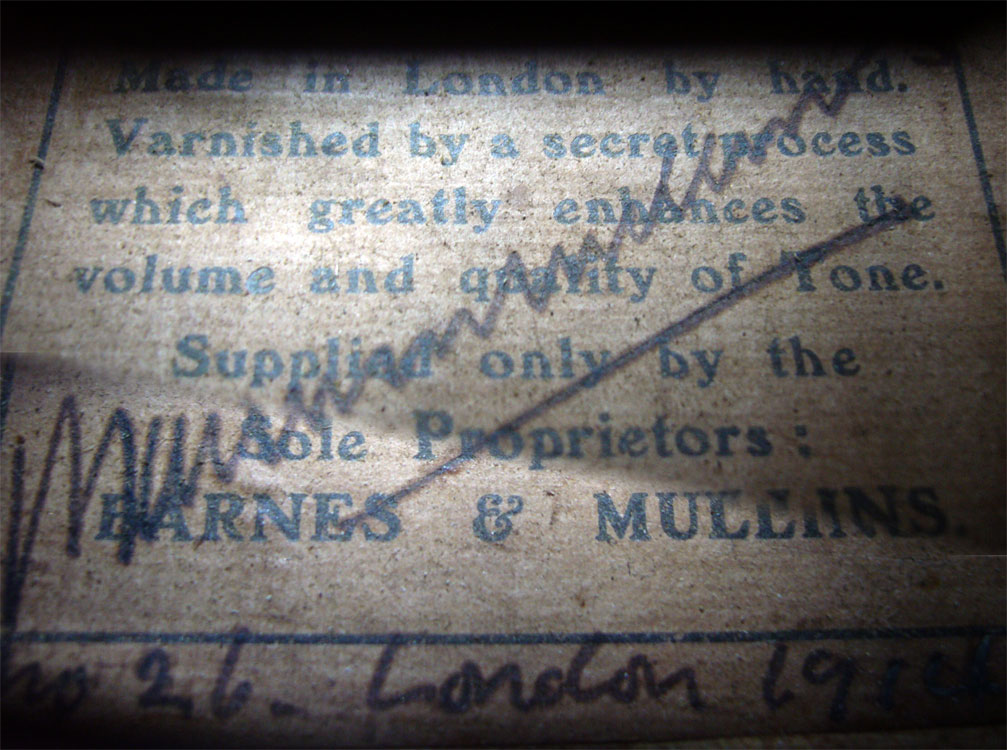 Made in London by hand.
Varnished by a secret process
which greatly enhances the
volume and quality of Tone.
Supplied only by the
Sole Proprietors:
BARNES & MULLINS.
no 26. London